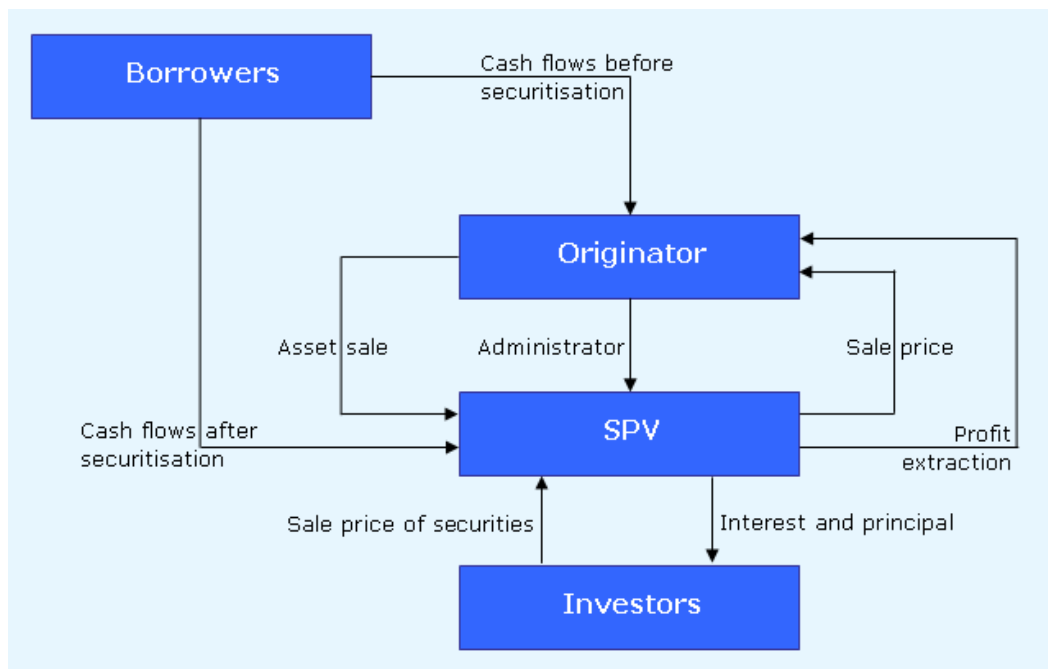 Borrowers
Cash flows before
securitisation
Originator
Asset sale
Administrator
Sale price
SPV
Cash flows after
securitisation
Profit
extraction
Sale price of securities
Interest and principal
Investors